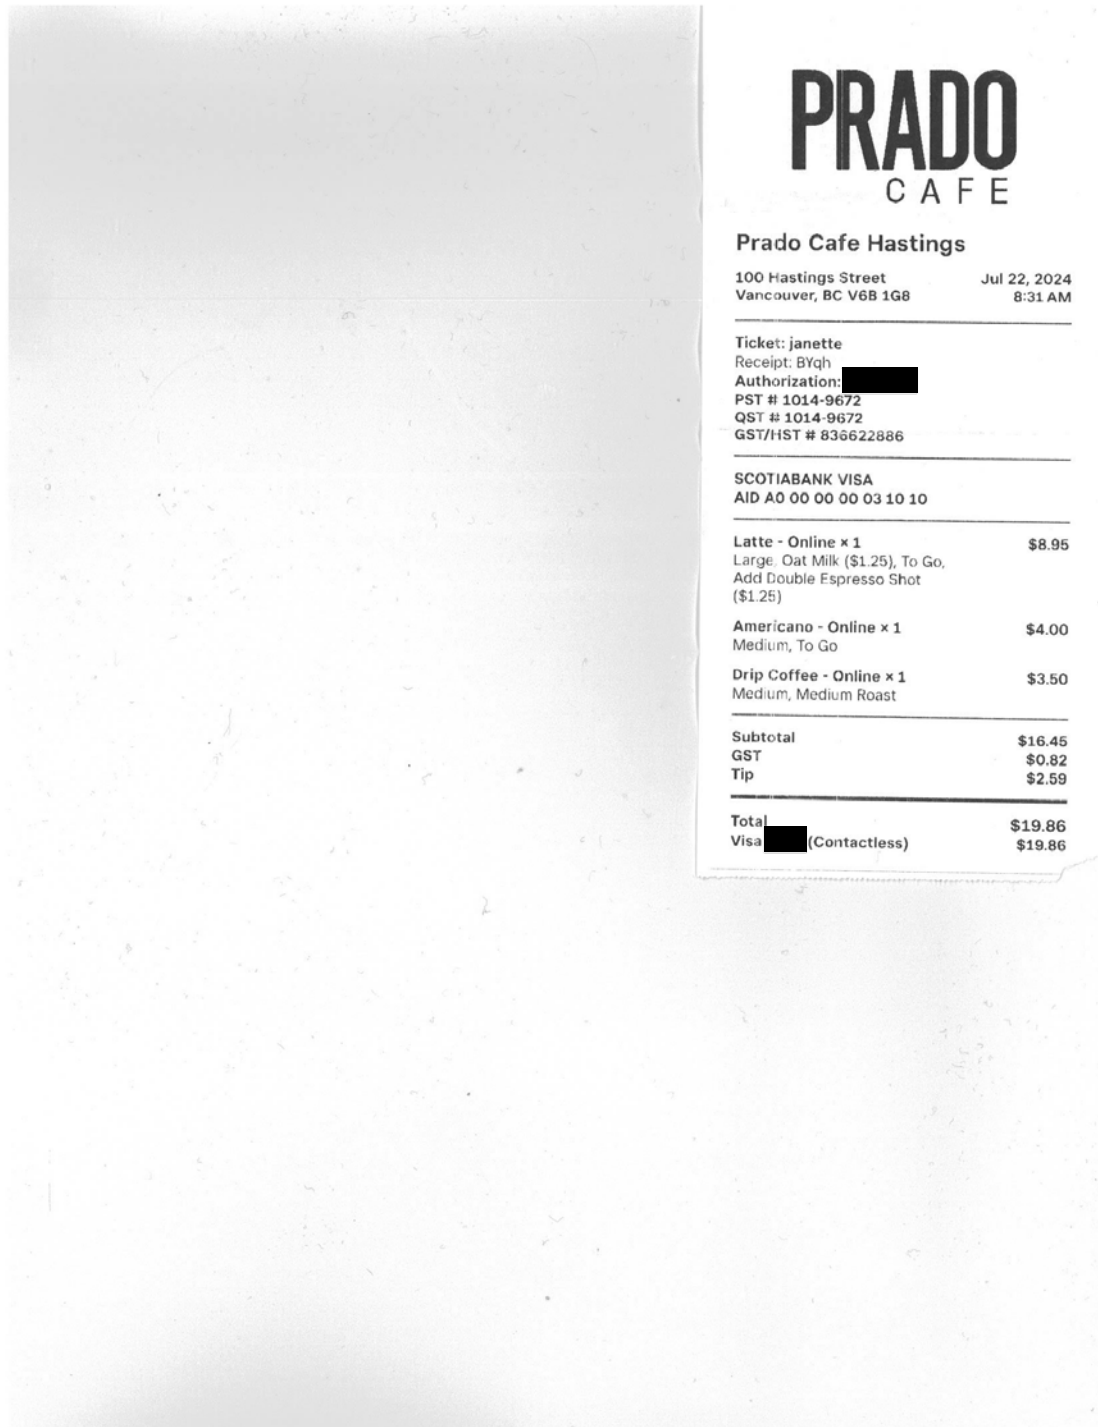 PRADO
CAFE
Prado Cafe Hastings
100 Hastings Street Jul 22, 2024
Vancouver, BC V6B 1G8 8:31 AM
Ticket: janette
Receipt: BYqh
Authorization:
PST # 1014-9672
QST # 1014-9672
GST/HST # 836622886
SCOTIABANK VISA
AID A0 00 00 00 03 10 10
Latte - Online × 1 $8.95
Large, Oat Milk ($1.25), To Go,
Add Double Espresso Shot
($1.25)
Americano - Online × 1 $4.00
Medium, To Go
Drip Coffee - Online × 1 $3.50
Medium, Medium Roast
Subtotal $16.45
GST $0.82
Tip $2.59
Total $19.86
Visa (Contactless) $19.86